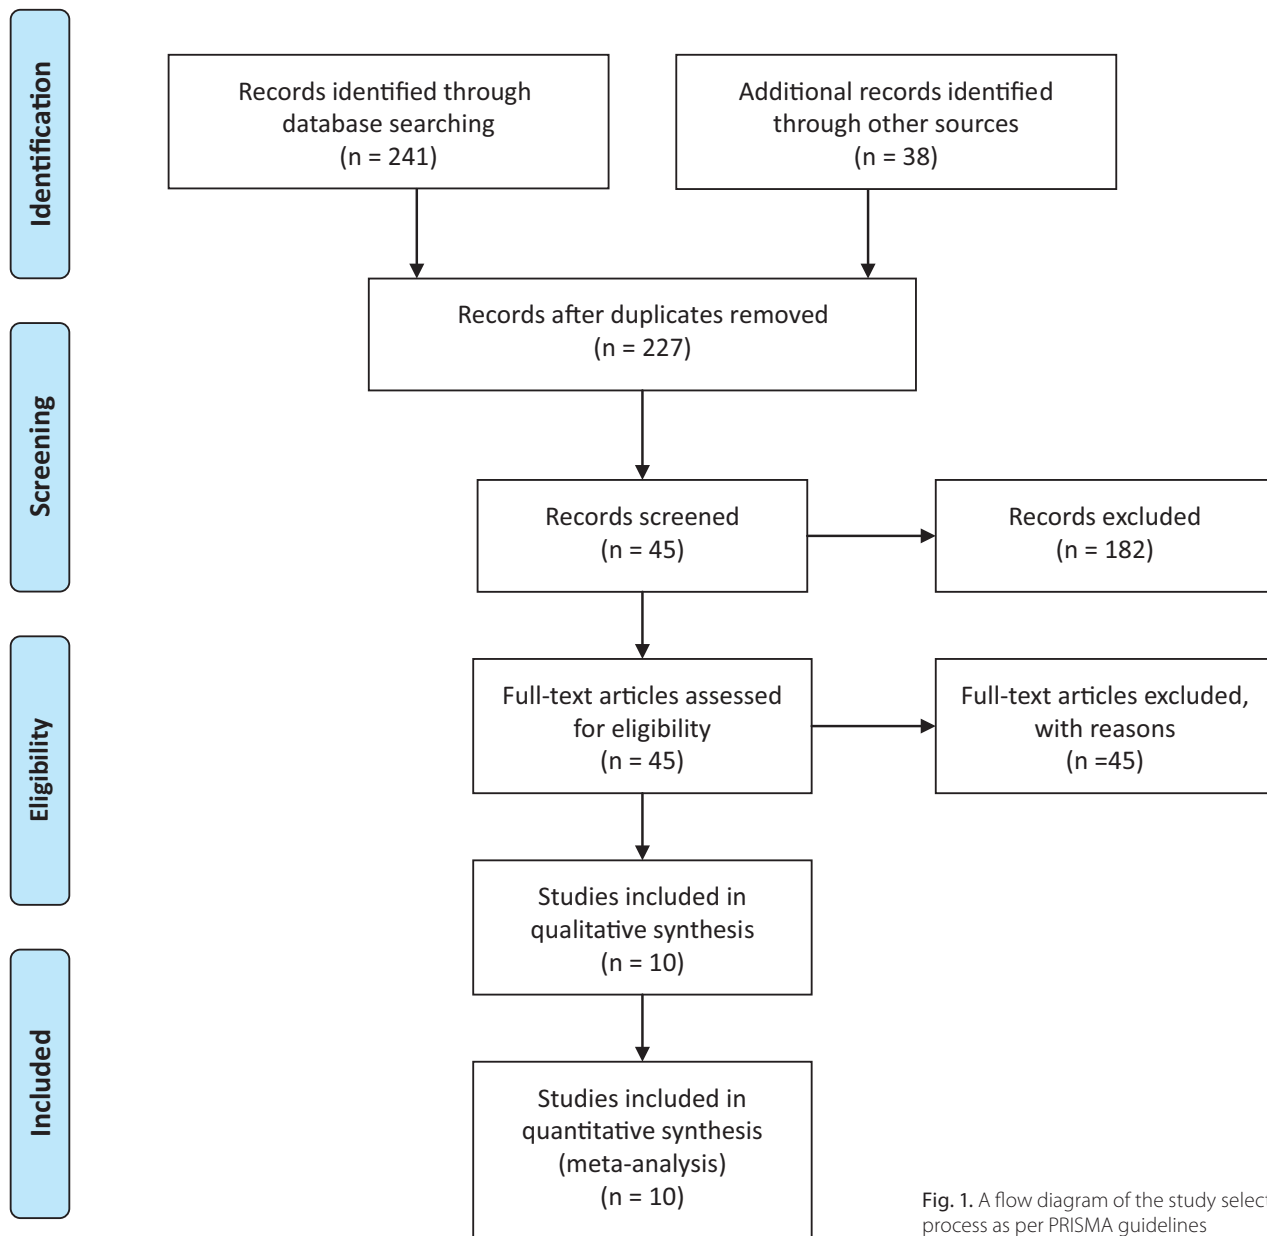 Identification
Records identified through
database searching
(n = 241)
Additional records identified
through other sources
(n = 38)
Records after duplicates removed
(n = 227)
Screening
Records screened
(n = 45)
Records excluded
(n = 182)
Eligibility
Full-text articles assessed
for eligibility
(n = 45)
Full-text articles excluded,
with reasons
(n =45)
Studies included in
qualitative synthesis
(n = 10)
Included
Studies included in
quantitative synthesis
(meta-analysis)
(n = 10)
Fig. 1. A flow diagram of the study select
process as per PRISMA guidelines